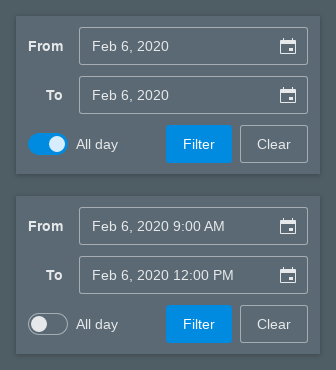 From Feb 6, 2020
To Feb 6, 2020
All day Filter Clear
From Feb 6, 2020 9:00 AM
To Feb 6, 2020 12:00 PM
All day Filter Clear